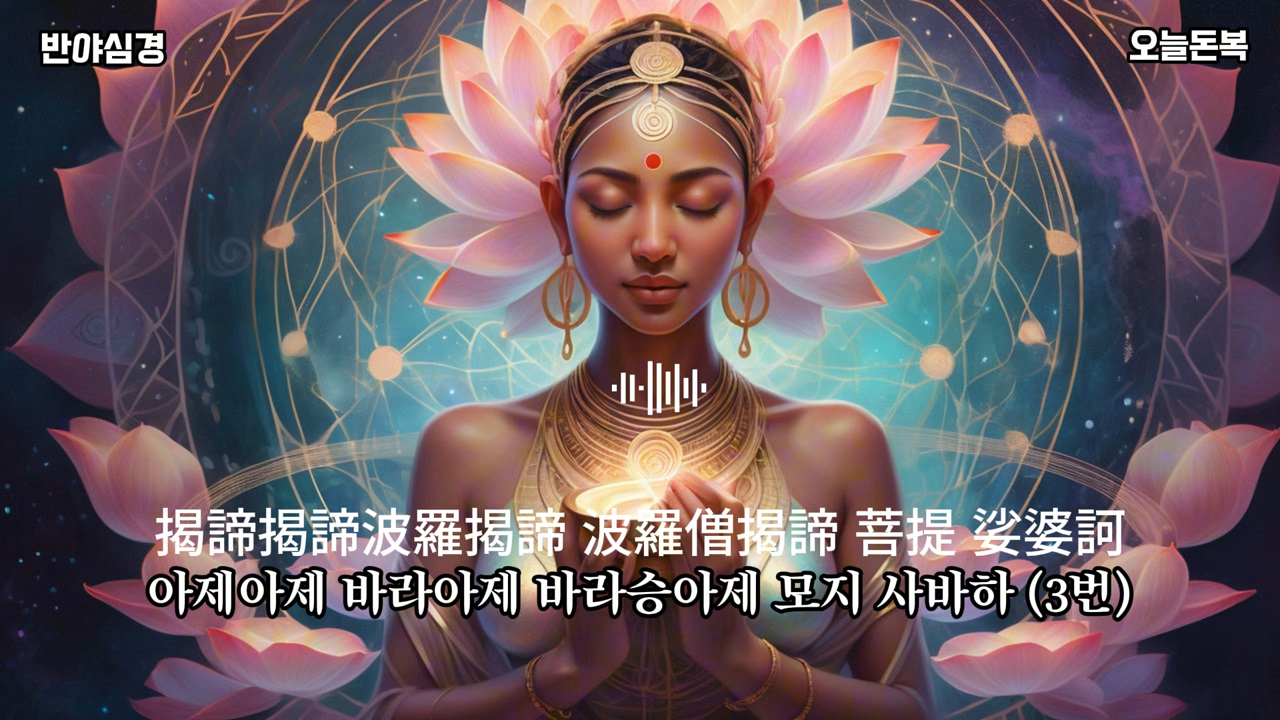 반야심경
오늘돈복
揭諦揭諦波羅揭諦 波羅僧揭諦 菩提 娑婆訶
아제아제 바라아제 바라승아제 모지 사바하 (3번)